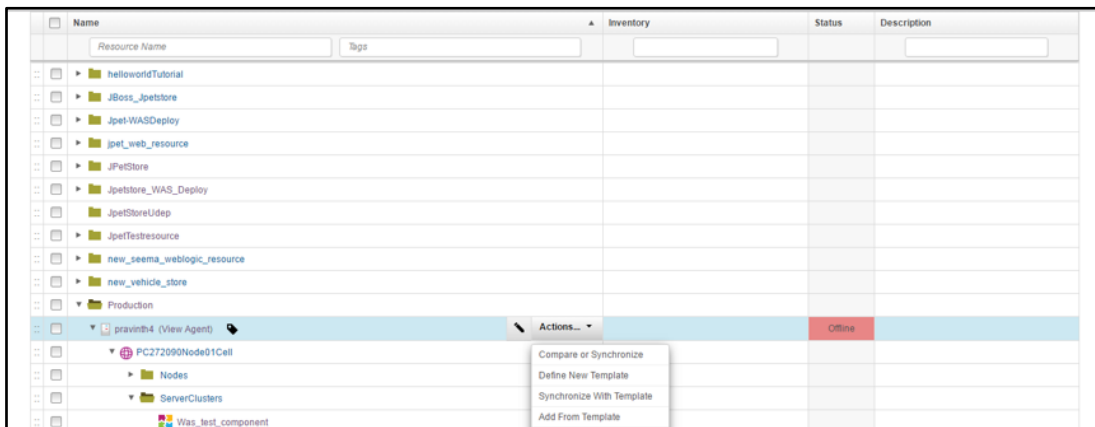 Name Inventory Status Description
Resource Name Tags
helloworldTutorial
JBoss_Jpetstore
Jpet-WASDeploy
jpet_web_resource
JPetStore
Jpetstore_WAS_Deploy
JpetStoreUdep
JpetTestresource
new_seema_weblogic_resource
new_vehicle_store
Production
pravinth4 (View Agent) Actions... Offline
PC272090Node01Cell Compare or Synchronize
Nodes Define New Template
ServerClusters Synchronize With Template
Was_test_component Add From Template